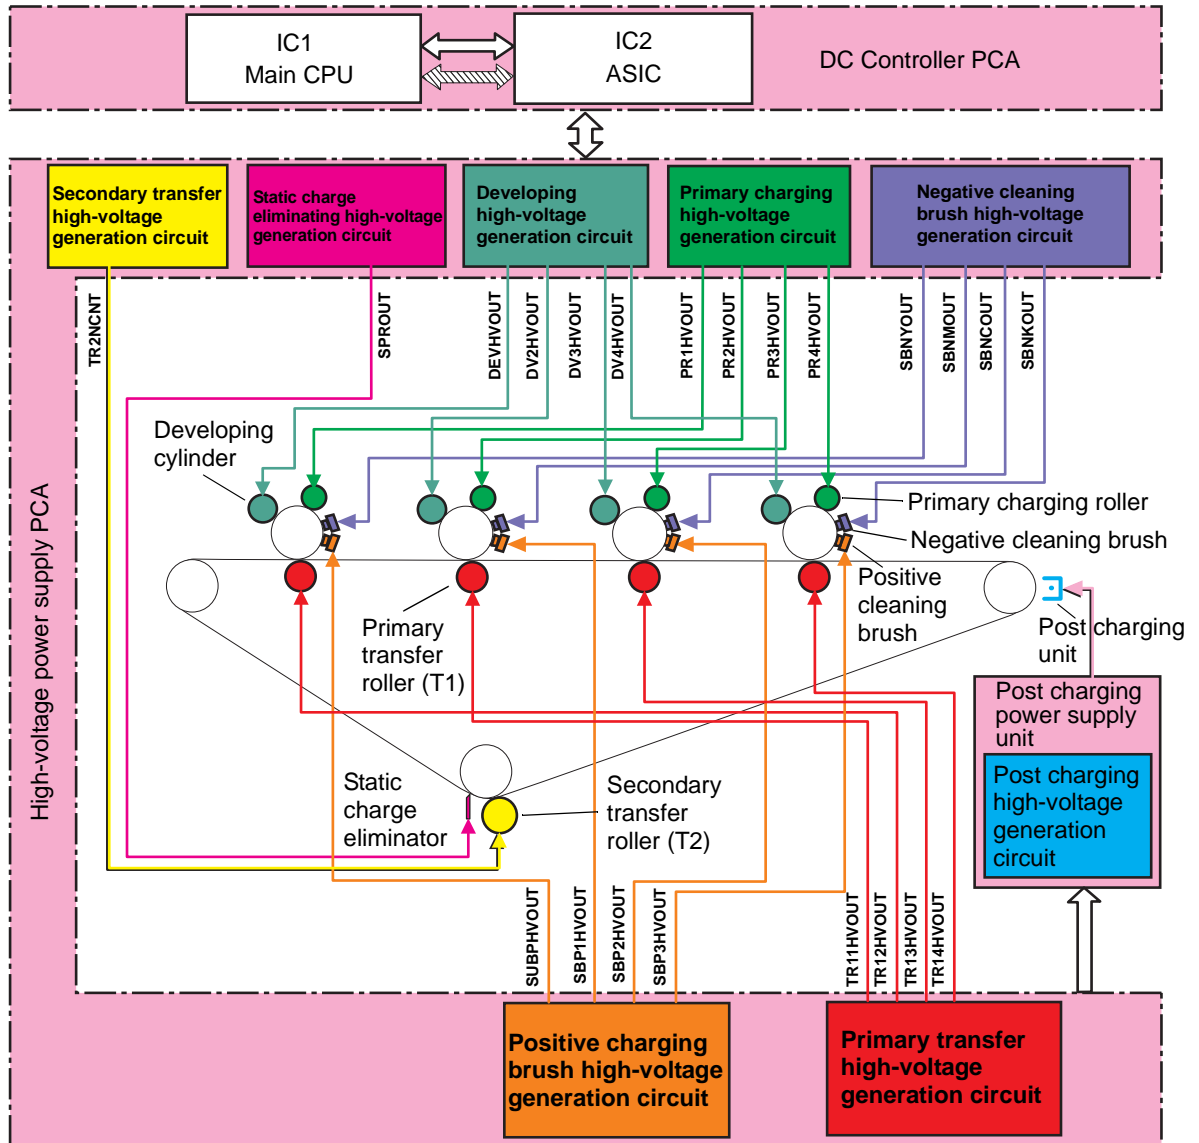 IC1
Main CPU
IC2
ASIC
DC Controller PCA
Secondary transfer
high-voltage
generation circuit
Static charge
eliminating high-voltage
generation circuit
Developing
high-voltage
generation circuit
Primary charging
high-voltage
generation circuit
Negative cleaning
brush high-voltage
generation circuit
TR2NCNT
SPROUT
DEVHVOUT
DV2HVOUT
DV3HVOUT
DV4HVOUT
PR1HVOUT
PR2HVOUT
PR3HVOUT
PR4HVOUT
SBNYOUT
SBNMOUT
SBNCOUT
SBNKOUT
High-voltage power supply PCA
Developing
cylinder
Primary charging roller
Negative cleaning brush
Positive
cleaning
brush
Post charging
unit
Primary
transfer
roller (T1)
Post charging
power supply
unit
Post charging
high-voltage
generation
circuit
Static
charge
eliminator
Secondary
transfer
roller (T2)
SUBPHVOUT
SBP1HVOUT
SBP2HVOUT
SBP3HVOUT
TR11HVOUT
TR12HVOUT
TR13HVOUT
TR14HVOUT
Positive charging
brush high-voltage
generation circuit
Primary transfer
high-voltage
generation circuit